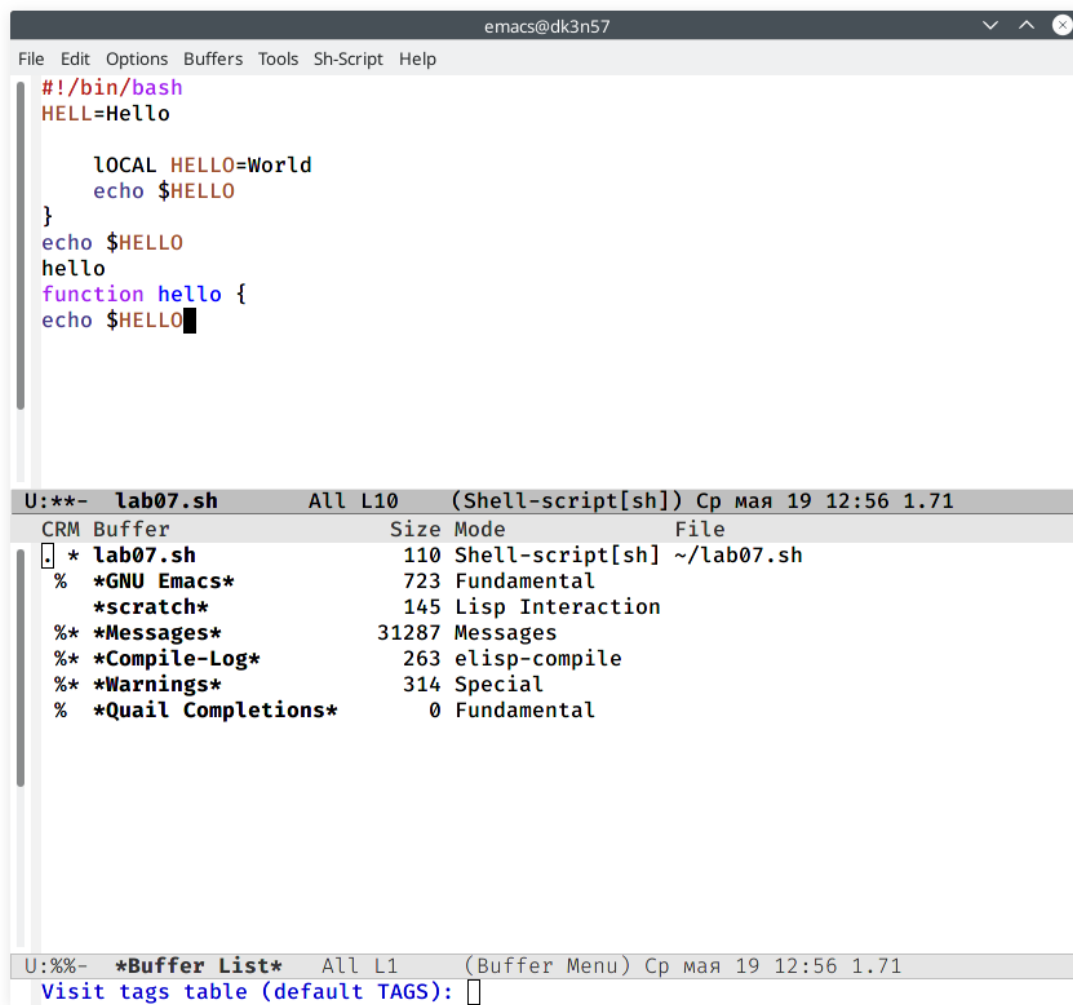 emacs@dk3n57
File Edit Options Buffers Tools Sh-Script Help
#!/bin/bash
HELL=Hello
lOCAL HELLO=World
echo $HELLO
}
echo $HELLO
hello
function hello {
echo $HELLO
U:**- lab07.sh All L10 (Shell-script[sh]) Ср мая 19 12:56 1.71
CRM Buffer Size Mode File
. * lab07.sh 110 Shell-script[sh] ~/lab07.sh
% *GNU Emacs* 723 Fundamental
*scratch* 145 Lisp Interaction
%* *Messages* 31287 Messages
%* *Compile-Log* 263 elisp-compile
%* *Warnings* 314 Special
% *Quail Completions* 0 Fundamental
U:%%- *Buffer List* All L1 (Buffer Menu) Ср мая 19 12:56 1.71
Visit tags table (default TAGS):